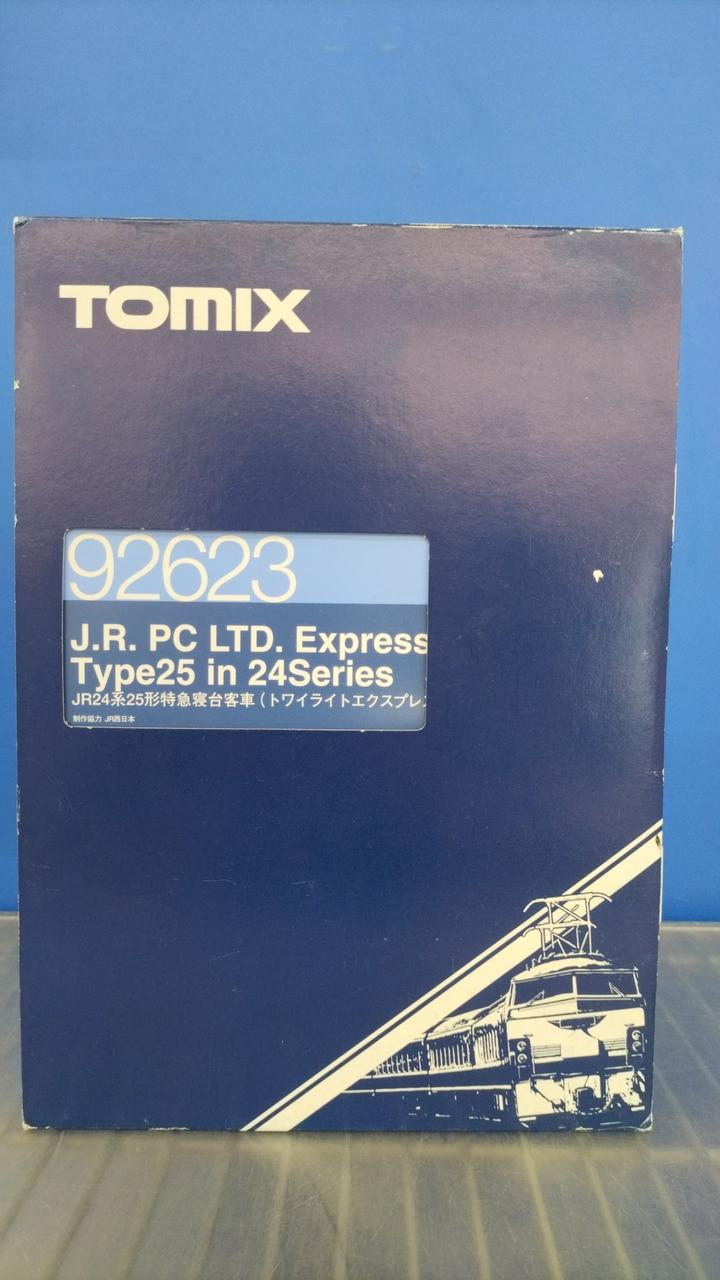 TOMIX
92623
J.R. PC LTD. Express
Type25 in 24Series
JR24系25形特急寝台客車 (トワイライトエクスプレ
制作協力 JR西日本